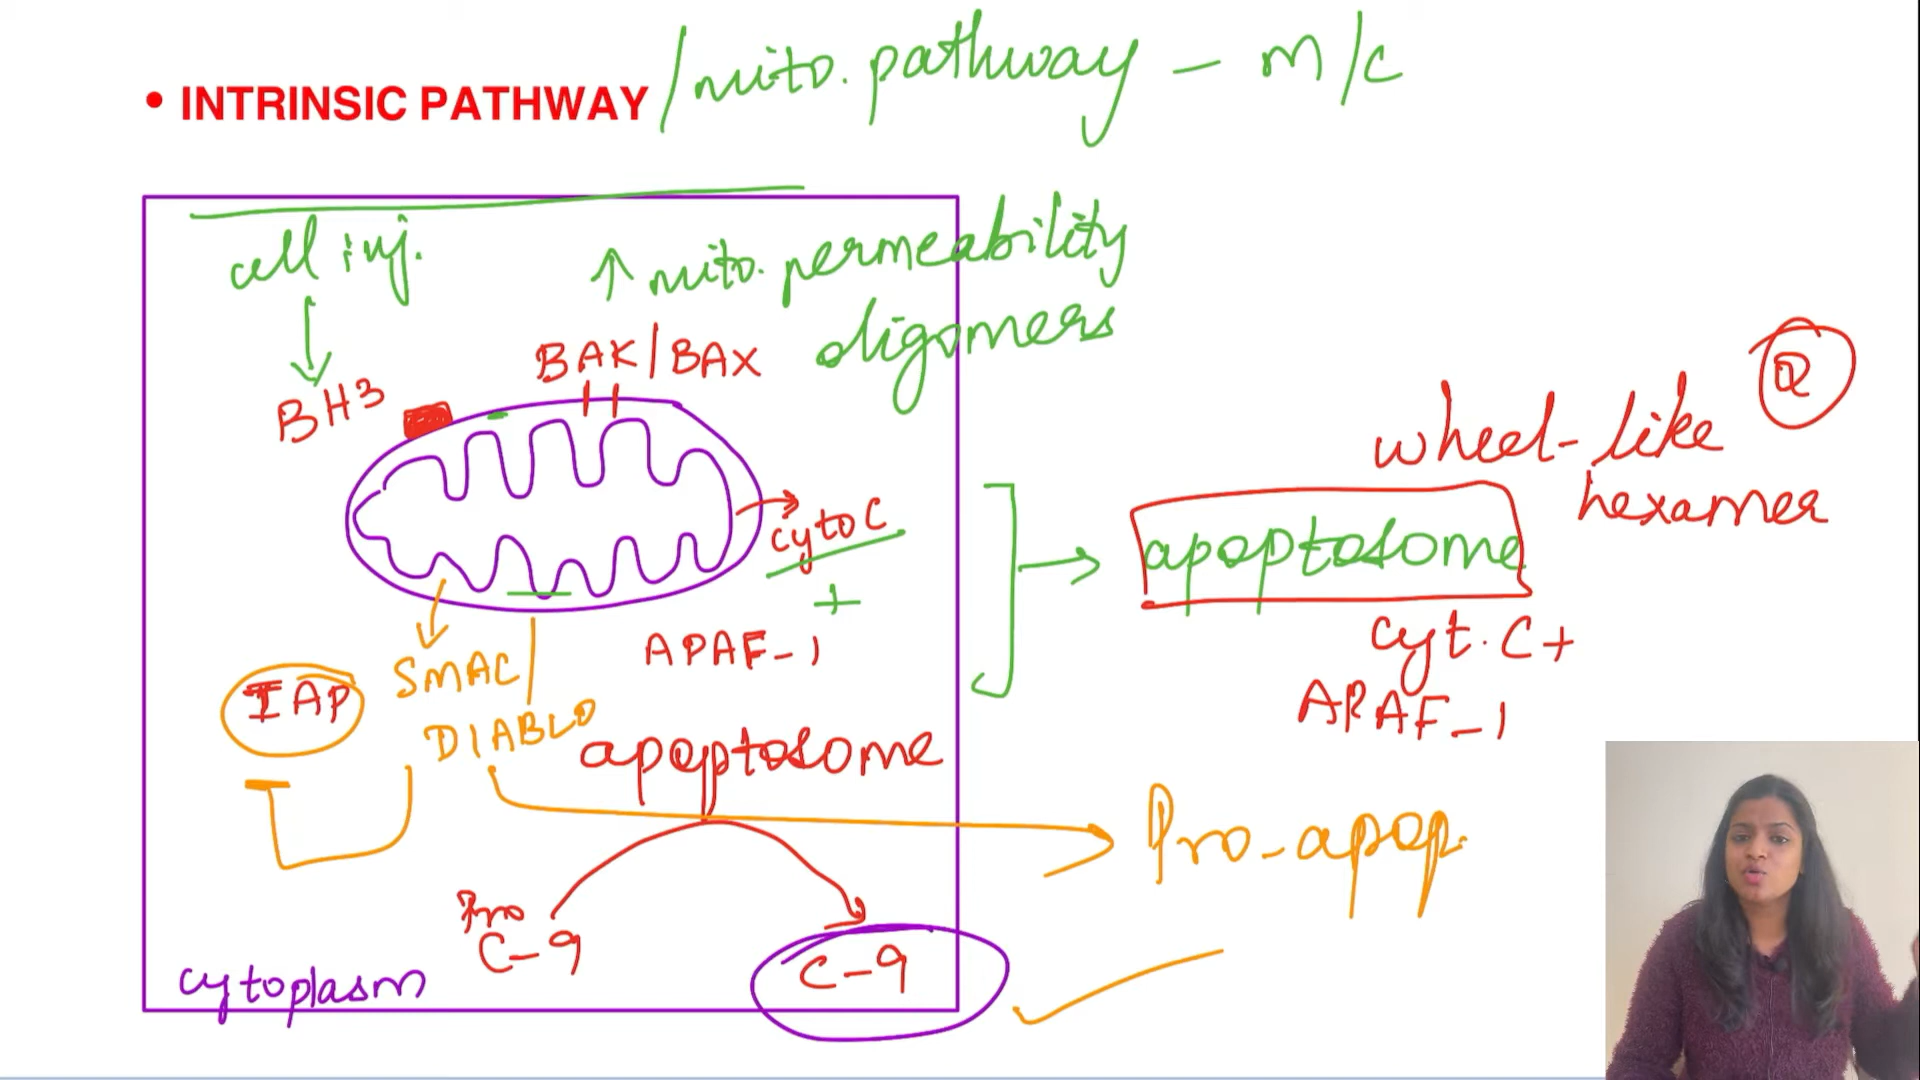 • INTRINSIC PATHWAY / mito. pathway – m/c
cell inj.
↑ mito. permeability
oligomers
BH3
BAK/BAX
cyto C
+
APAF-1
SMAC/
DIABLO
IAP
apoptosome
Pro
C-9
C-9
cytoplasm
wheel-like
hexamer
apoptosome
cyt. C +
APAF-1
Pro-apop.